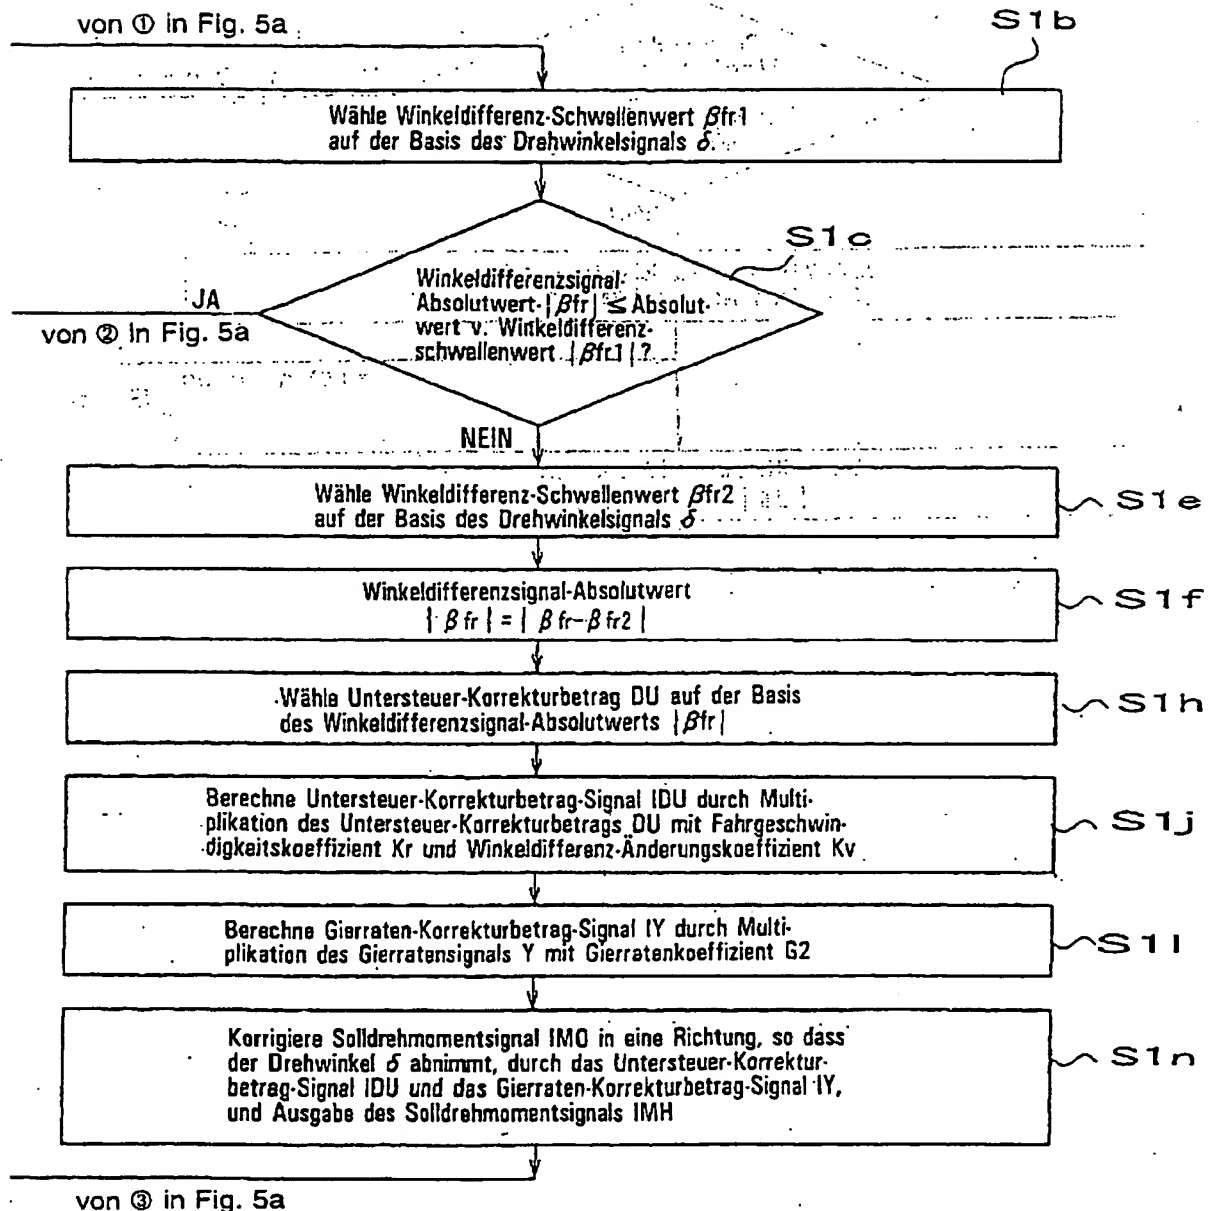 von ① in Fig. 5a
S1b
Wähle Winkeldifferenz-Schwellenwert βfr1
auf der Basis des Drehwinkelsignals δ.
S1c
Winkeldifferenzsignal-
Absolutwert |βfr| ≤ Absolut-
wert v. Winkeldifferenz-
schwellenwert |βfr1| ?
JA
von ② in Fig. 5a
NEIN
Wähle Winkeldifferenz-Schwellenwert βfr2
auf der Basis des Drehwinkelsignals δ
S1e
Winkeldifferenzsignal-Absolutwert
| β fr | = | β fr-β fr2 |
S1f
Wähle Untersteuer-Korrekturbetrag DU auf der Basis
des Winkeldifferenzsignal-Absolutwerts |βfr|
S1h
Berechne Untersteuer-Korrekturbetrag-Signal IDU durch Multi-
plikation des Untersteuer-Korrekturbetrags DU mit Fahrgeschwin-
digkeitskoeffizient Kr und Winkeldifferenz-Änderungskoeffizient Kv
S1j
Berechne Gierraten-Korrekturbetrag-Signal IY durch Multi-
plikation des Gierratensignals Y mit Gierratenkoeffizient G2
S1l
Korrigiere Solldrehmomentsignal IMO in eine Richtung, so dass
der Drehwinkel δ abnimmt, durch das Untersteuer-Korrektur-
betrag-Signal IDU und das Gierraten-Korrekturbetrag-Signal IY,
und Ausgabe des Solldrehmomentsignals IMH
S1n
von ③ in Fig. 5a